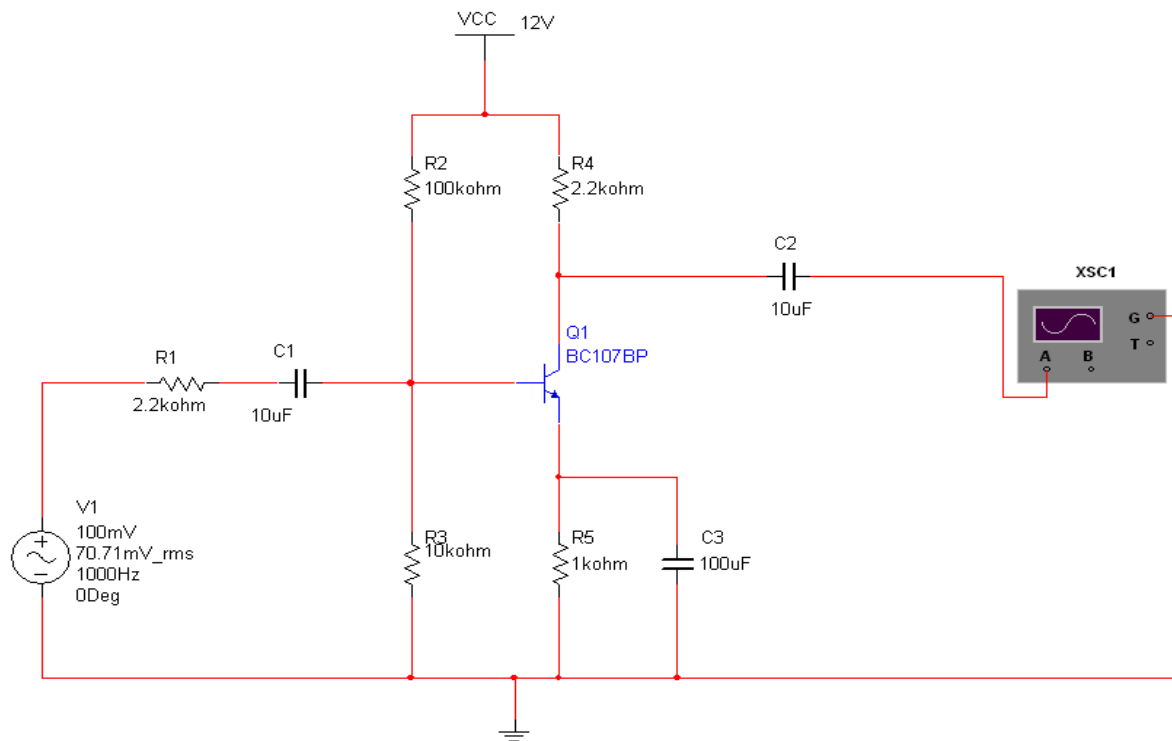 VCC 12V
R2
100kohm
R4
2.2kohm
C2
10uF
XSC1
G
T
A B
Q1
BC107BP
R1
2.2kohm
C1
10uF
V1
100mV
70.71mV_rms
1000Hz
0Deg
R3
10kohm
R5
1kohm
C3
100uF